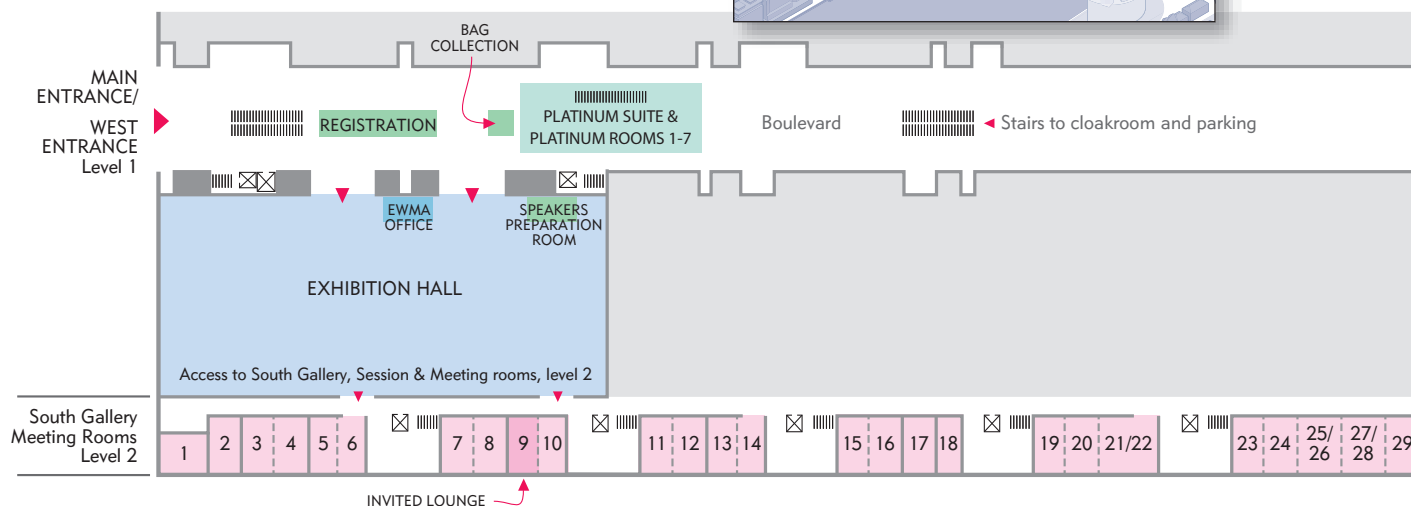 BAG
COLLECTION
MAIN
ENTRANCE/
WEST
ENTRANCE
Level 1
REGISTRATION
PLATINUM SUITE &
PLATINUM ROOMS 1-7
Boulevard
Stairs to cloakroom and parking
EWMA
OFFICE
SPEAKERS
PREPARATION
ROOM
EXHIBITION HALL
Access to South Gallery, Session & Meeting rooms, level 2
South Gallery
Meeting Rooms
Level 2
1
2
3
4
5
6
7
8
9
10
11
12
13
14
15
16
17
18
19
20
21/22
23
24
25/
26
27/
28
29
INVITED LOUNGE